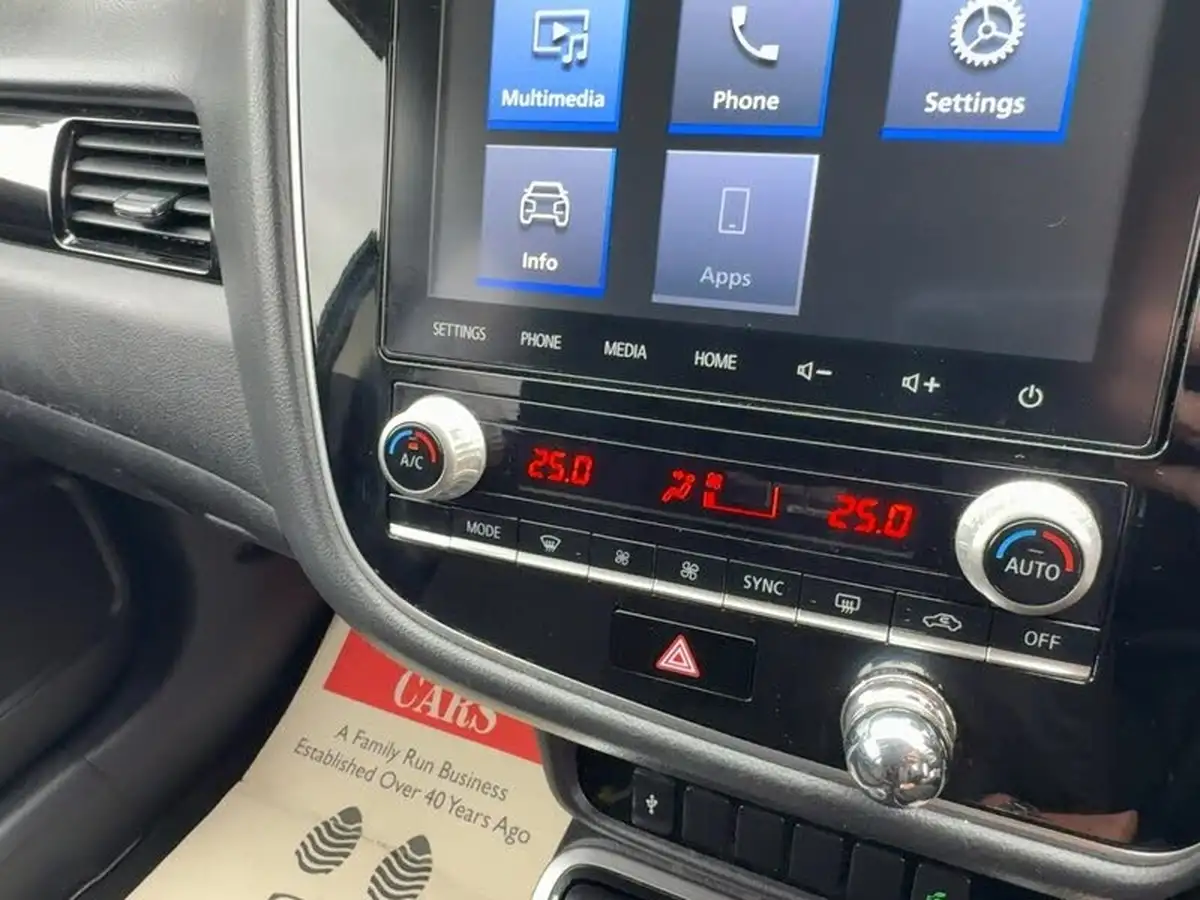 Multimedia
Phone
Settings
Info
Apps
SETTINGS
PHONE
MEDIA
HOME
A/C
25.0
25.0
AUTO
MODE
SYNC
OFF
CARS
A Family Run Business
Established Over 40 Years Ago